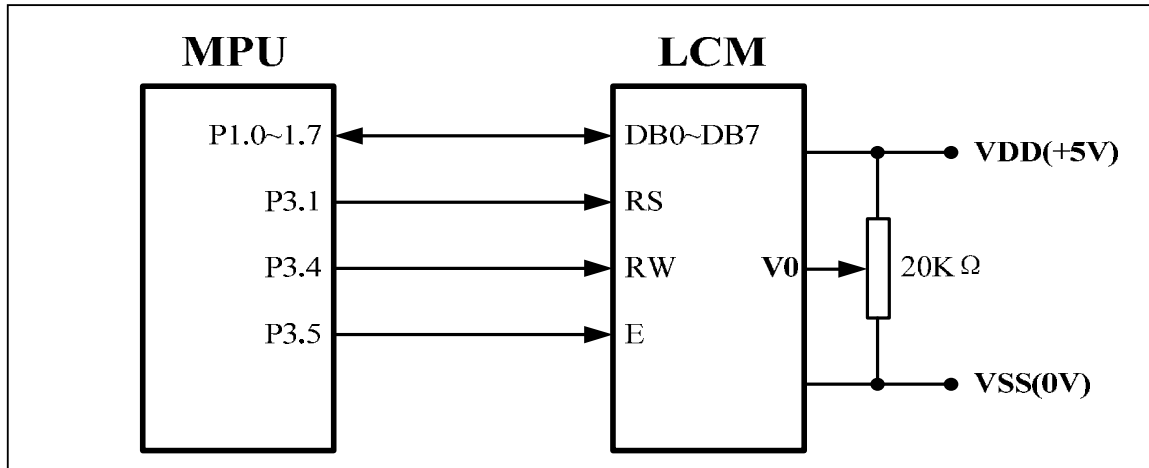 MPU
LCM
P1.0~1.7
DB0~DB7
VDD(+5V)
P3.1
RS
P3.4
RW
V0
20KΩ
P3.5
E
VSS(0V)